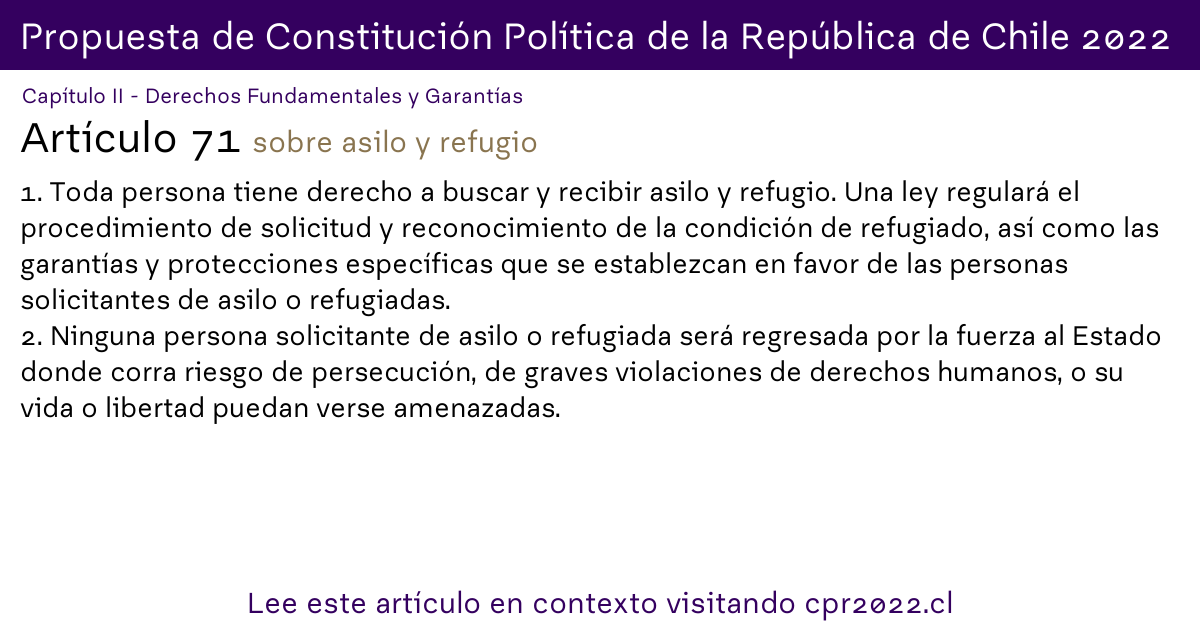 Propuesta de Constitución Política de la República de Chile 2022
Capítulo II - Derechos Fundamentales y Garantías
Artículo 71 sobre asilo y refugio
1. Toda persona tiene derecho a buscar y recibir asilo y refugio. Una ley regulará el
procedimiento de solicitud y reconocimiento de la condición de refugiado, así como las
garantías y protecciones específicas que se establezcan en favor de las personas
solicitantes de asilo o refugiadas.
2. Ninguna persona solicitante de asilo o refugiada será regresada por la fuerza al Estado
donde corra riesgo de persecución, de graves violaciones de derechos humanos, o su
vida o libertad puedan verse amenazadas.
Lee este artículo en contexto visitando cpr2022.cl